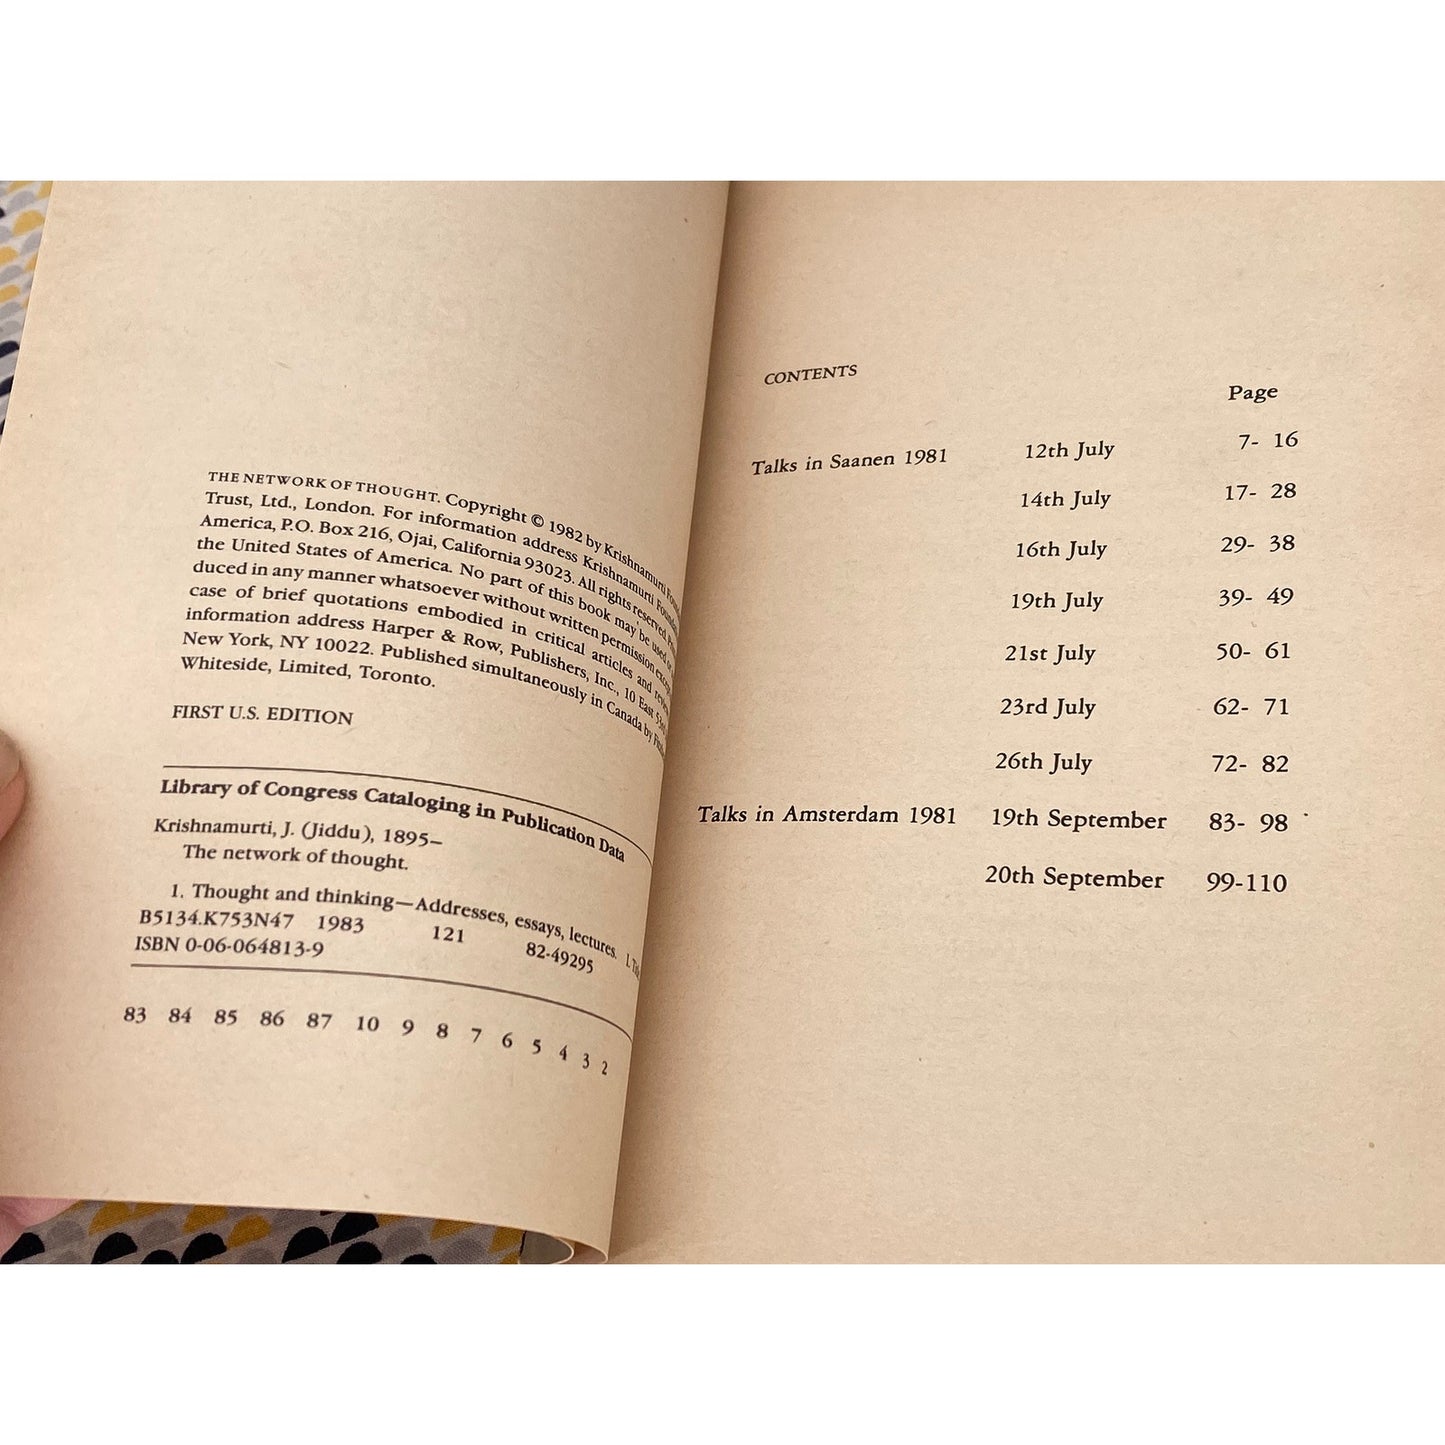 THE NETWORK OF THOUGHT. Copyright © 1982 by Krishnamurti
Trust, Ltd., London. For information address Krishnamurti
America, P.O. Box 216, Ojai, California 93023. All rights reserved.
the United States of America. No part of this book may be used or
duced in any manner whatsoever without written permission
case of brief quotations embodied in critical articles and
information address Harper & Row, Publishers, Inc., 10 East
New York, NY 10022. Published simultaneously in Canada by
Whiteside, Limited, Toronto.
FIRST U.S. EDITION
Library of Congress Cataloging in Publication Data
Krishnamurti, J. (Jiddu), 1895–
The network of thought.
1. Thought and thinking—Addresses, essays, lectures. I.
B5134.K753N47 1983 121 82-49295
ISBN 0-06-064813-9
83 84 85 86 87 10 9 8 7 6 5 4 3 2
CONTENTS
Page
Talks in Saanen 1981 12th July 7- 16
14th July 17- 28
16th July 29- 38
19th July 39- 49
21st July 50- 61
23rd July 62- 71
26th July 72- 82
Talks in Amsterdam 1981 19th September 83- 98
20th September 99-110